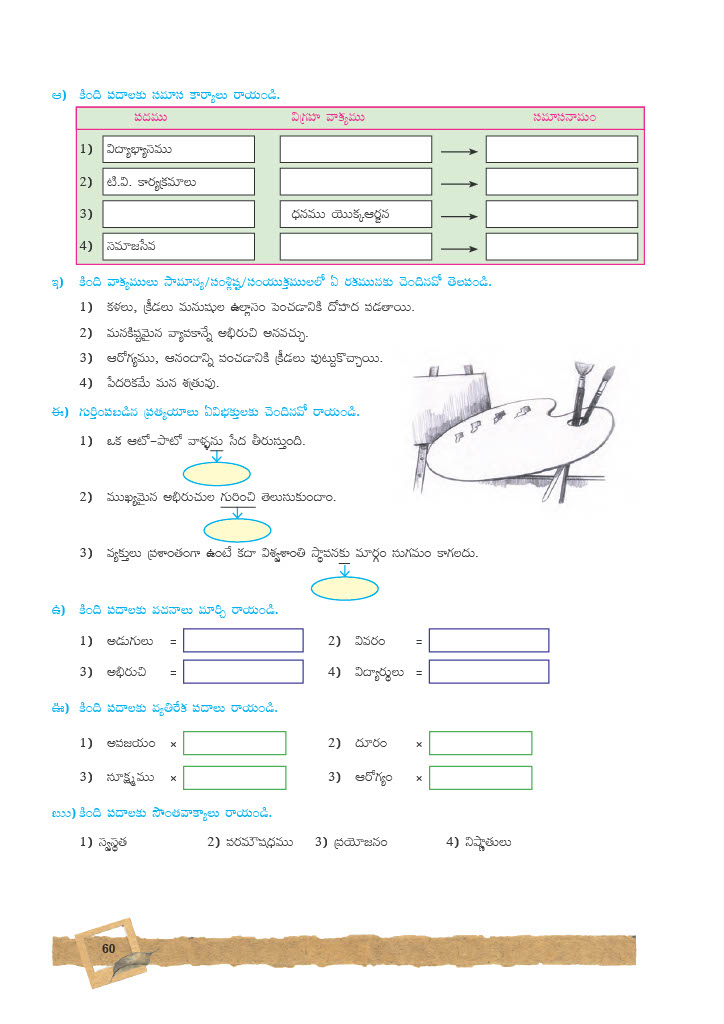 ఆ) కింది పదాలకు సమాస కార్యాలు రాయండి.
పదము విగ్రహ వాక్యము సమాసనామం
1) విద్యాభ్యాసము
2) టి.వి. కార్యక్రమాలు
3) ధనము యొక్కఆర్జన
4) సమాజసేవ
ఇ) కింది వాక్యములు సామాన్య/సంశ్లిష్ట/సంయుక్తములలో ఏ రకమునకు చెందినవో తెలపండి.
1) కళలు, క్రీడలు మనుషుల ఉల్లాసం పెంచడానికి దోహద పడతాయి.
2) మనకిష్టమైన వ్యాపకాన్నే అభిరుచి అనవచ్చు.
3) ఆరోగ్యము, ఆనందాన్ని పంచడానికి క్రీడలు పుట్టుకొచ్చాయి.
4) పేదరికమే మన శత్రువు.
ఈ) గుర్తింపబడిన ప్రత్యయాలు ఏవిభక్తులకు చెందినవో రాయండి.
1) ఒక ఆటో-పాటో వాళ్ళను సేద తీరుస్తుంది.
2) ముఖ్యమైన అభిరుచుల గురించి తెలుసుకుందాం.
3) వ్యక్తులు ప్రశాంతంగా ఉంటే కదా విశ్వశాంతి స్థాపనకు మార్గం సుగమం కాగలదు.
ఉ) కింది పదాలకు వచనాలు మార్చి రాయండి.
1) అడుగులు = 2) వివరం =
3) అభిరుచి = 4) విద్యార్థులు =
ఊ) కింది పదాలకు వ్యతిరేక పదాలు రాయండి.
1) అపజయం × 2) దూరం ×
3) సూక్ష్మము × 3) ఆరోగ్యం ×
ఋ) కింది పదాలకు సొంతవాక్యాలు రాయండి.
1) స్వస్థత 2) పరమౌషధము 3) ప్రయోజనం 4) నిష్ణాతులు
60